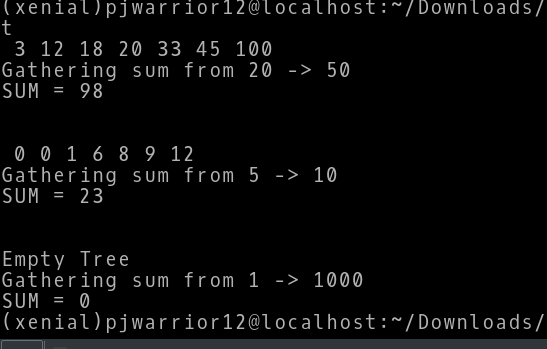 (xenial)pjwarrior12@localhost:~/Downloads/
t
3 12 18 20 33 45 100
Gathering sum from 20 -> 50
SUM = 98
0 0 1 6 8 9 12
Gathering sum from 5 -> 10
SUM = 23
Empty Tree
Gathering sum from 1 -> 1000
SUM = 0
(xenial)pjwarrior12@localhost:~/Downloads/